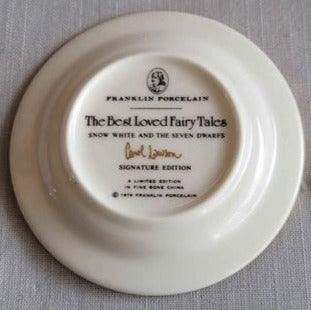 FRANKLIN PORCELAIN
The Best Loved Fairy Tales
SNOW WHITE AND THE SEVEN DWARFS
Carol Lawson
SIGNATURE EDITION
A LIMITED EDITION
IN FINE BONE CHINA
© 1979 FRANKLIN PORCELAIN